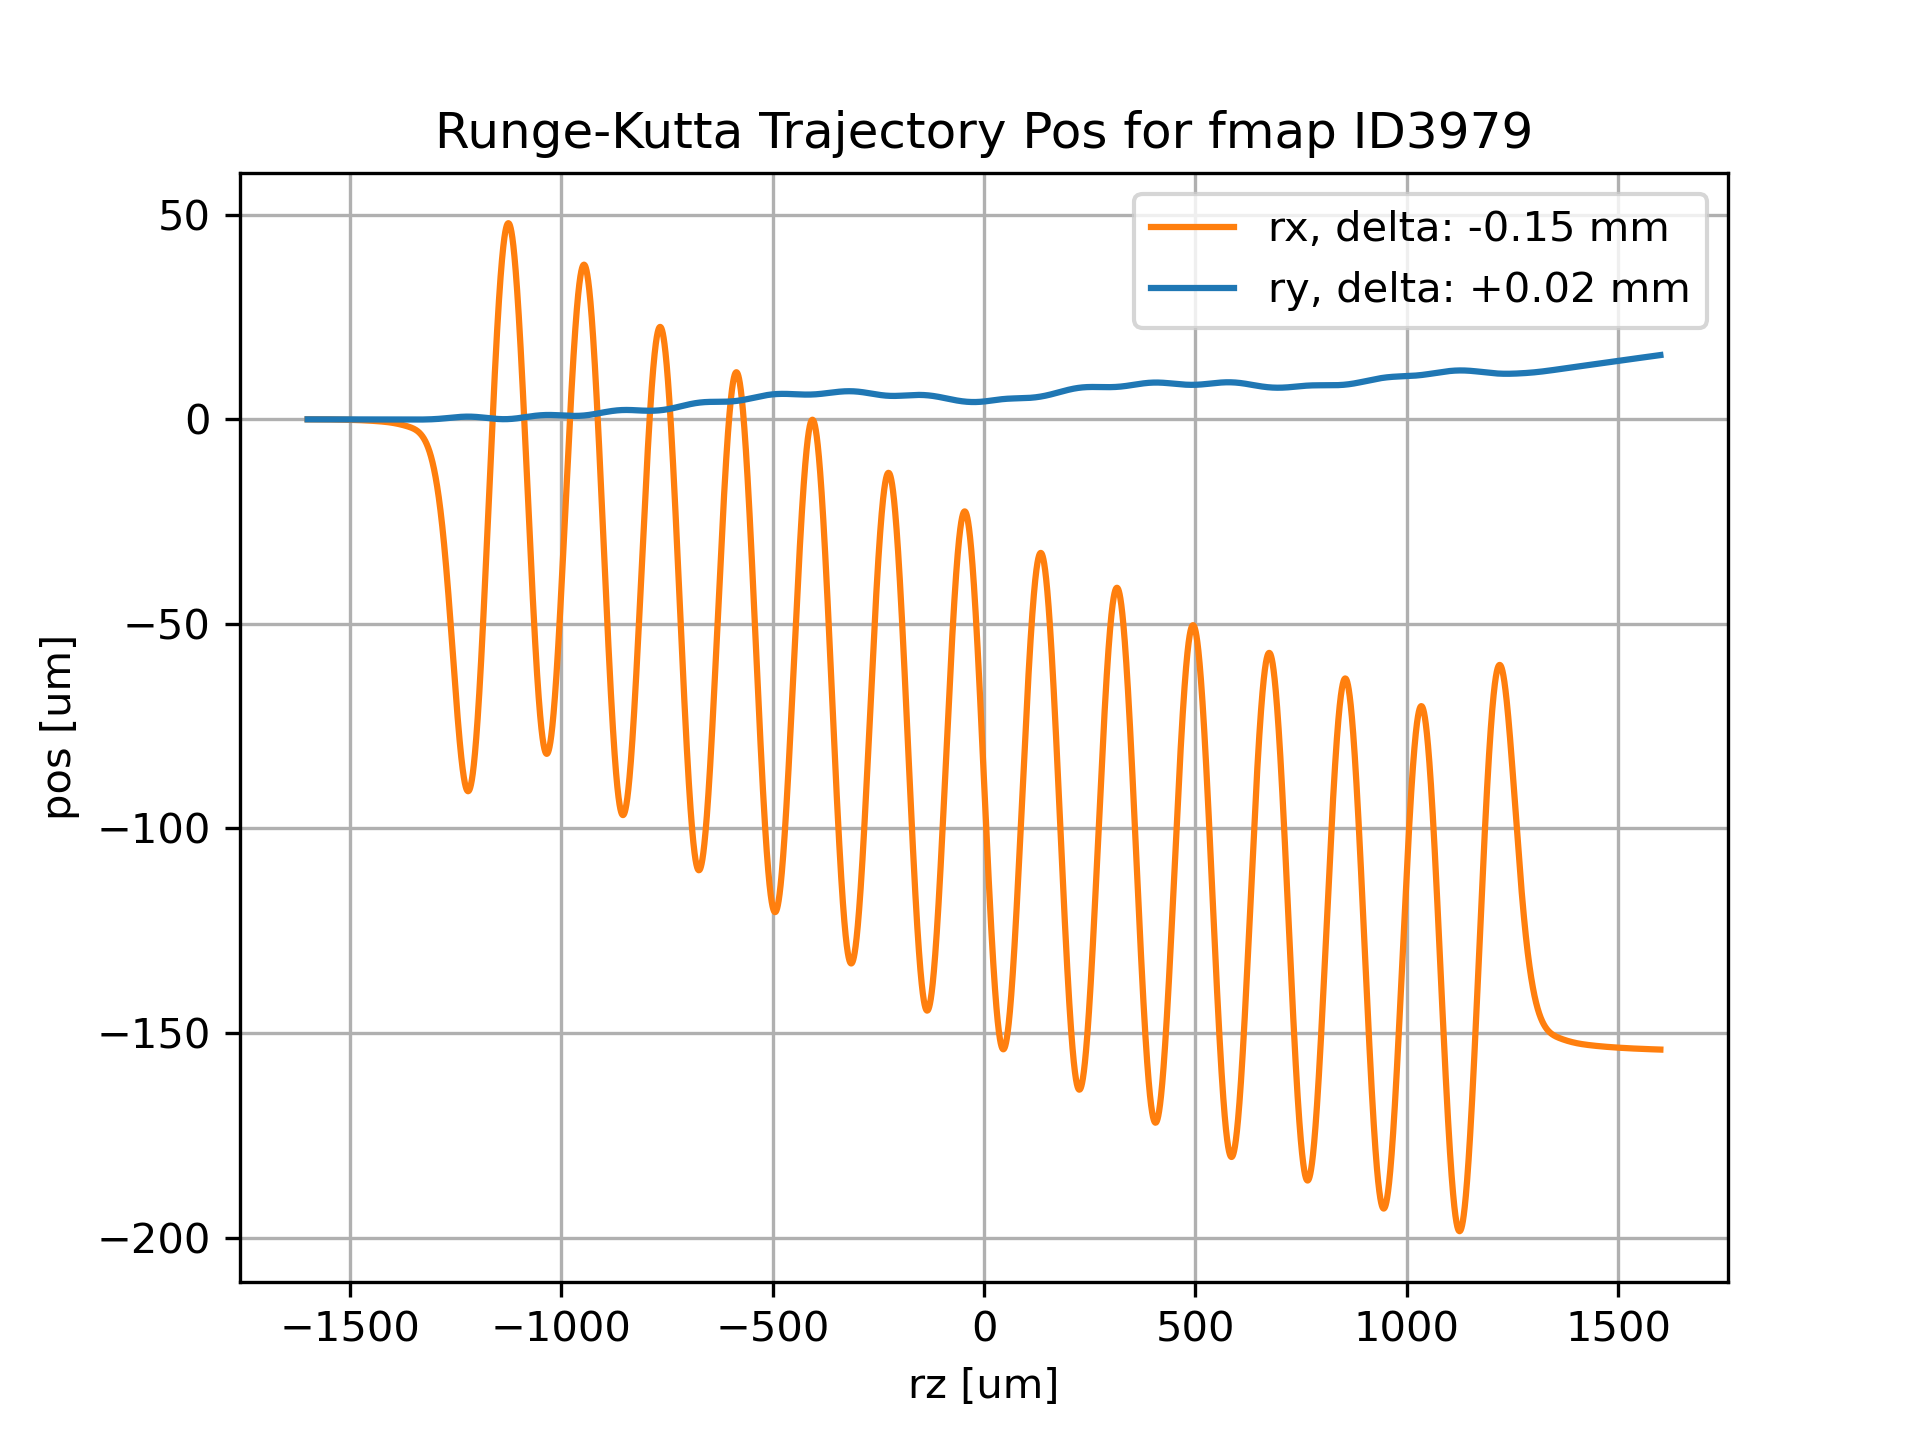 Runge-Kutta Trajectory Pos for fmap ID3979
rx, delta: -0.15 mm
ry, delta: +0.02 mm
50
0
−50
−100
−150
−200
pos [um]
−1500 −1000 −500 0 500 1000 1500
rz [um]